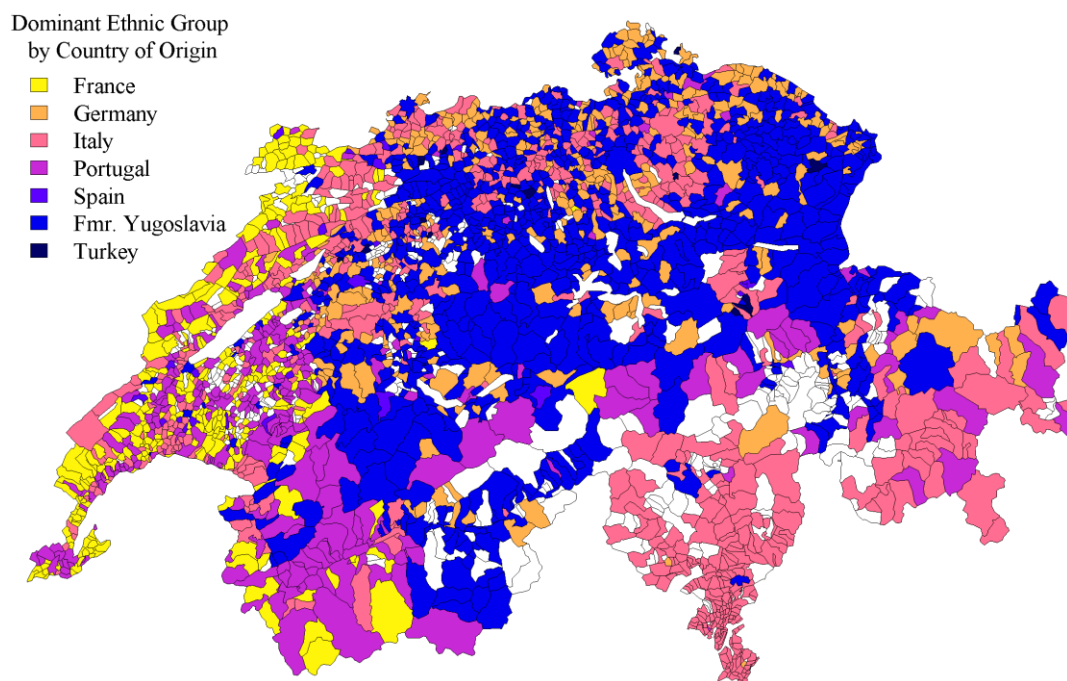 Dominant Ethnic Group
by Country of Origin
France
Germany
Italy
Portugal
Spain
Fmr. Yugoslavia
Turkey